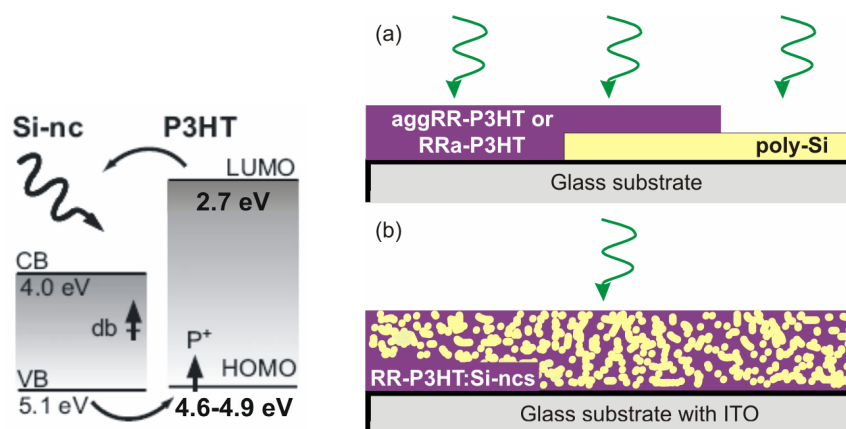 Si-nc
P3HT
LUMO
2.7 eV
CB
4.0 eV
db
P+
VB
HOMO
5.1 eV
4.6-4.9 eV
(a)
aggRR-P3HT or
RRa-P3HT
poly-Si
Glass substrate
(b)
RR-P3HT:Si-ncs
Glass substrate with ITO